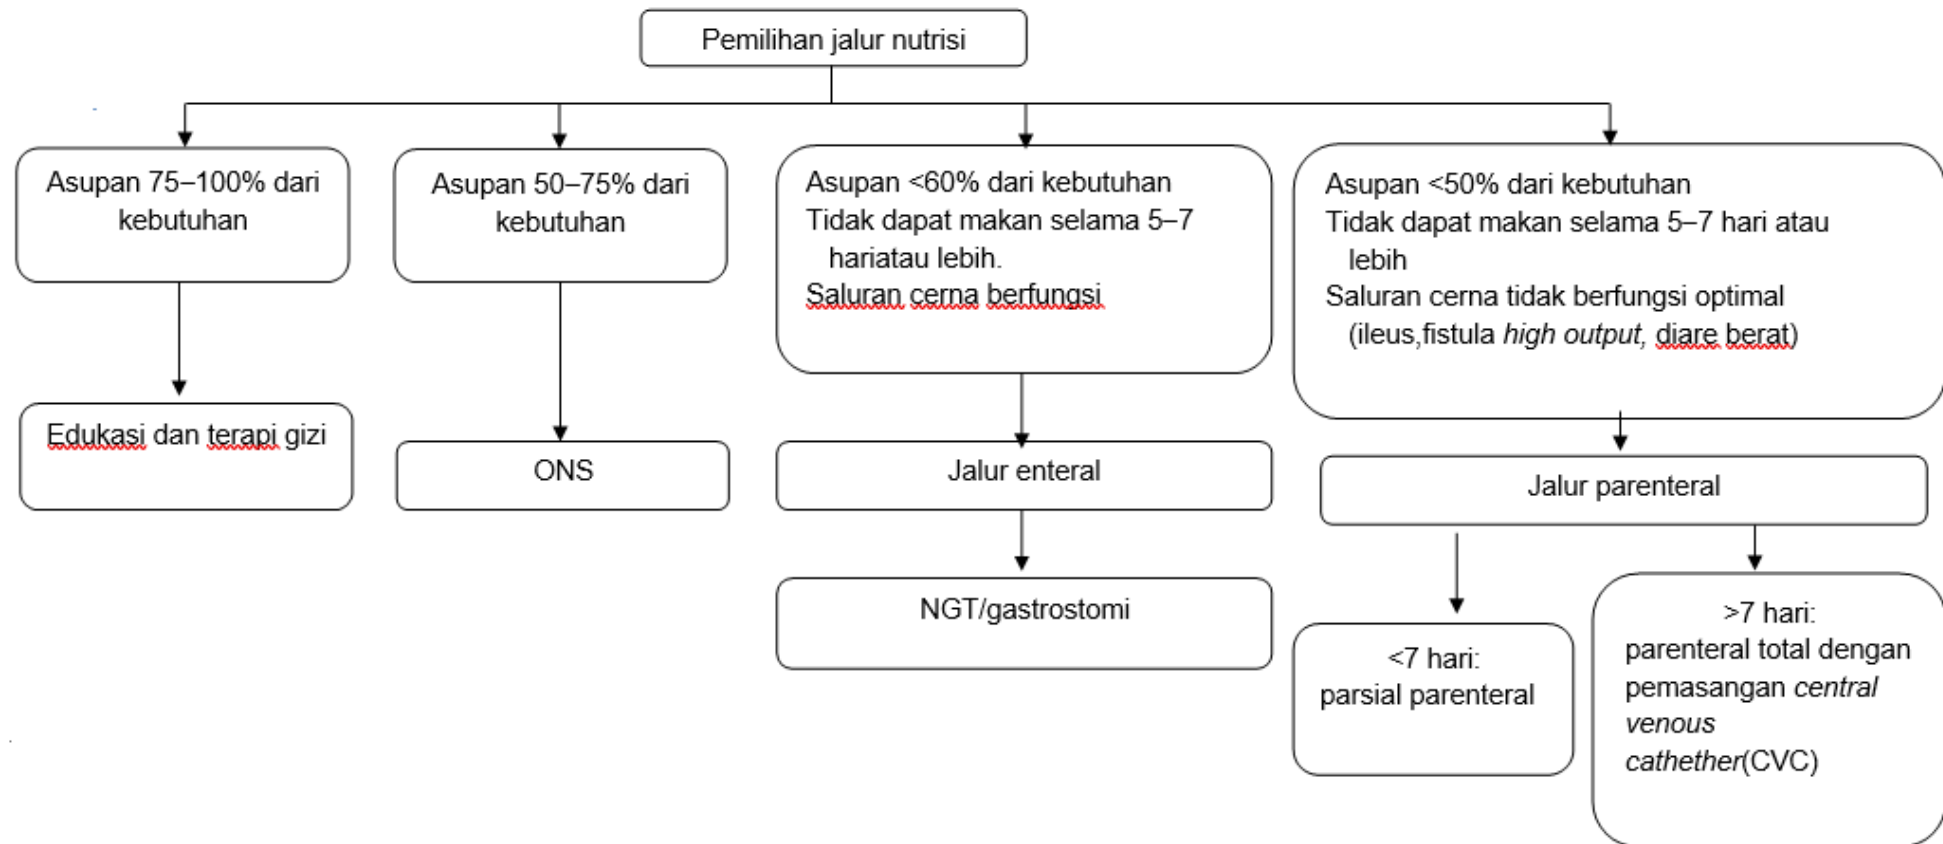 Pemilihan jalur nutrisi
Asupan 75–100% dari
kebutuhan
Asupan 50–75% dari
kebutuhan
Asupan <60% dari kebutuhan
Tidak dapat makan selama 5–7
hariatau lebih.
Saluran cerna berfungsi
Asupan <50% dari kebutuhan
Tidak dapat makan selama 5–7 hari atau
lebih
Saluran cerna tidak berfungsi optimal
(ileus,fistula high output, diare berat)
Edukasi dan terapi gizi
ONS
Jalur enteral
Jalur parenteral
NGT/gastrostomi
<7 hari:
parsial parenteral
>7 hari:
parenteral total dengan
pemasangan central
venous
cathether(CVC)